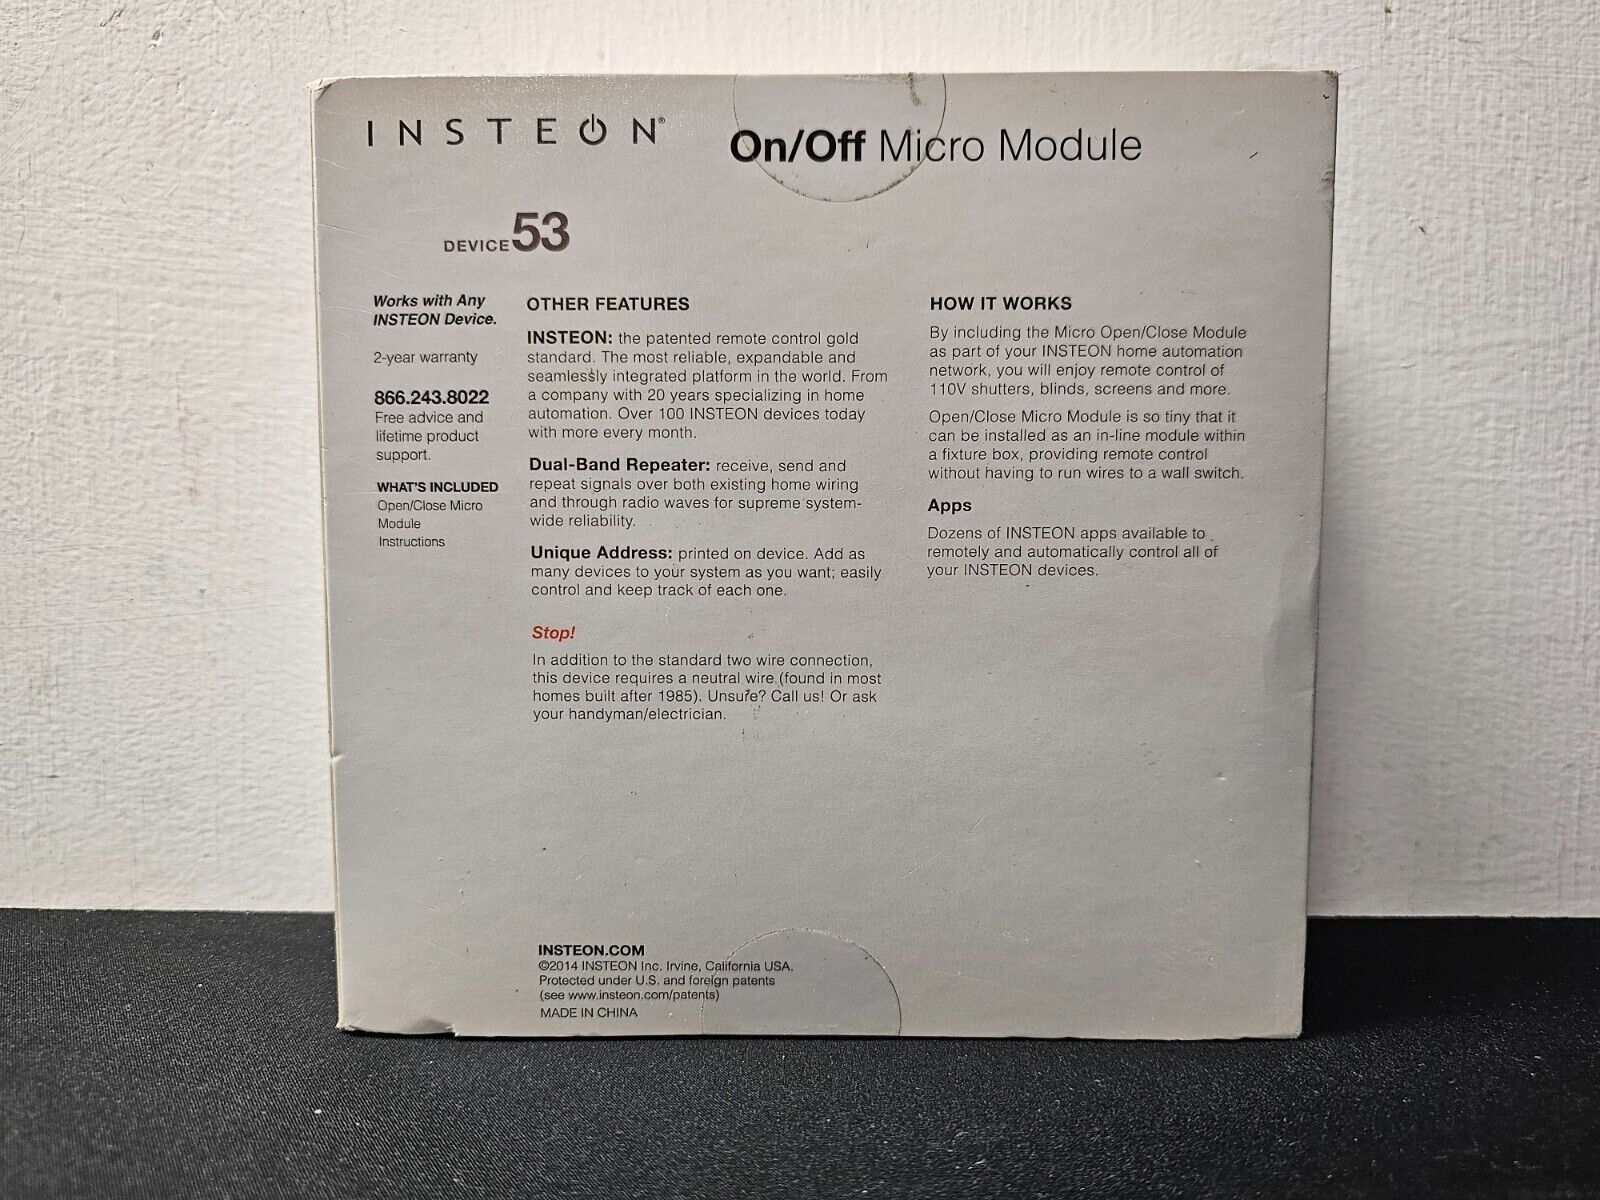 INSTEON®
On/Off Micro Module
DEVICE 53
Works with Any
INSTEON Device.
2-year warranty
866.243.8022
Free advice and
lifetime product
support.
WHAT'S INCLUDED
Open/Close Micro
Module
Instructions
OTHER FEATURES
INSTEON: the patented remote control gold
standard. The most reliable, expandable and
seamlessly integrated platform in the world. From
a company with 20 years specializing in home
automation. Over 100 INSTEON devices today
with more every month.
Dual-Band Repeater: receive, send and
repeat signals over both existing home wiring
and through radio waves for supreme system-
wide reliability.
Unique Address: printed on device. Add as
many devices to your system as you want; easily
control and keep track of each one.
Stop!
In addition to the standard two wire connection,
this device requires a neutral wire (found in most
homes built after 1985). Unsure? Call us! Or ask
your handyman/electrician.
HOW IT WORKS
By including the Micro Open/Close Module
as part of your INSTEON home automation
network, you will enjoy remote control of
110V shutters, blinds, screens and more.
Open/Close Micro Module is so tiny that it
can be installed as an in-line module within
a fixture box, providing remote control
without having to run wires to a wall switch.
Apps
Dozens of INSTEON apps available to
remotely and automatically control all of
your INSTEON devices.
INSTEON.COM
©2014 INSTEON Inc. Irvine, California USA.
Protected under U.S. and foreign patents
(see www.insteon.com/patents)
MADE IN CHINA